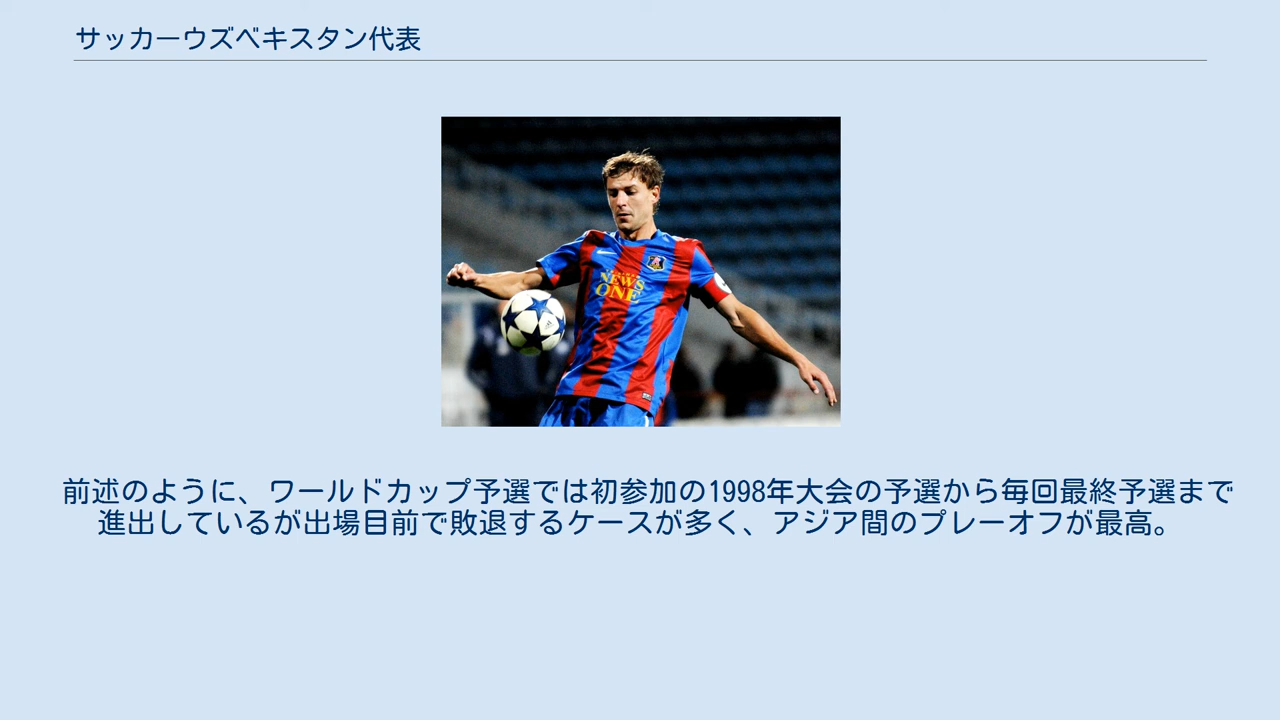 サッカーウズベキスタン代表
NEWS
ONE
前述のように、ワールドカップ予選では初参加の1998年大会の予選から毎回最終予選まで
進出しているが出場目前で敗退するケースが多く、アジア間のプレーオフが最高。